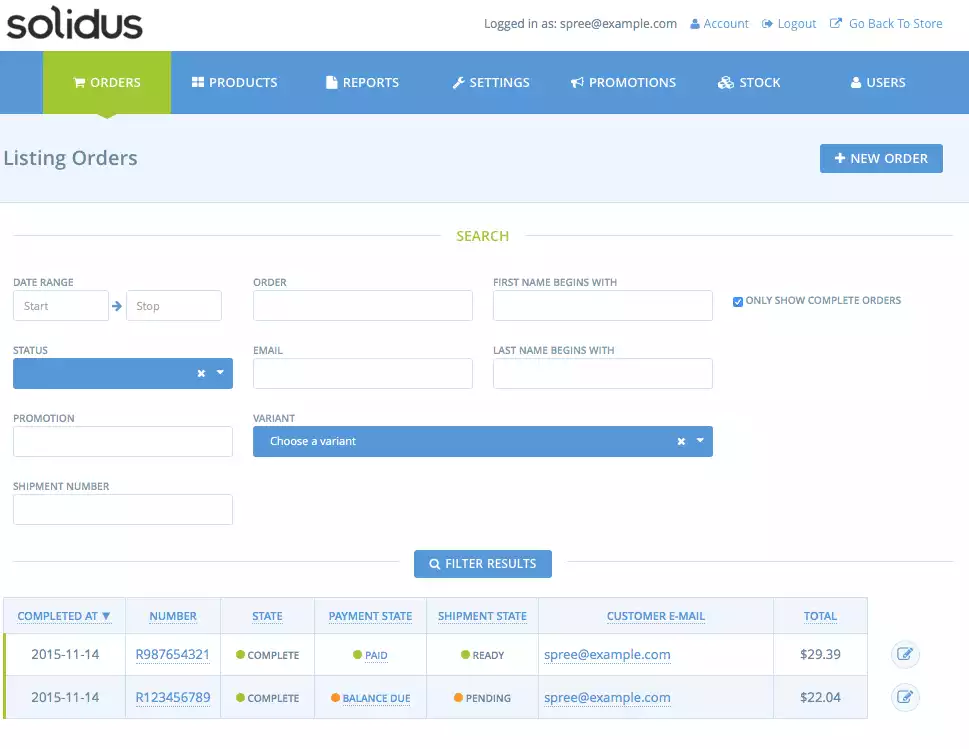 solidus
Logged in as: spree@example.com Account Logout Go Back To Store
ORDERS PRODUCTS REPORTS SETTINGS PROMOTIONS STOCK USERS
Listing Orders
NEW ORDER
SEARCH
DATE RANGE ORDER FIRST NAME BEGINS WITH
Start Stop ONLY SHOW COMPLETE ORDERS
STATUS EMAIL LAST NAME BEGINS WITH
PROMOTION VARIANT
Choose a variant
SHIPMENT NUMBER
FILTER RESULTS
COMPLETED AT ▼ NUMBER STATE PAYMENT STATE SHIPMENT STATE CUSTOMER E-MAIL TOTAL
2015-11-14 R987654321 COMPLETE PAID READY spree@example.com $29.39
2015-11-14 R123456789 COMPLETE BALANCE DUE PENDING spree@example.com $22.04